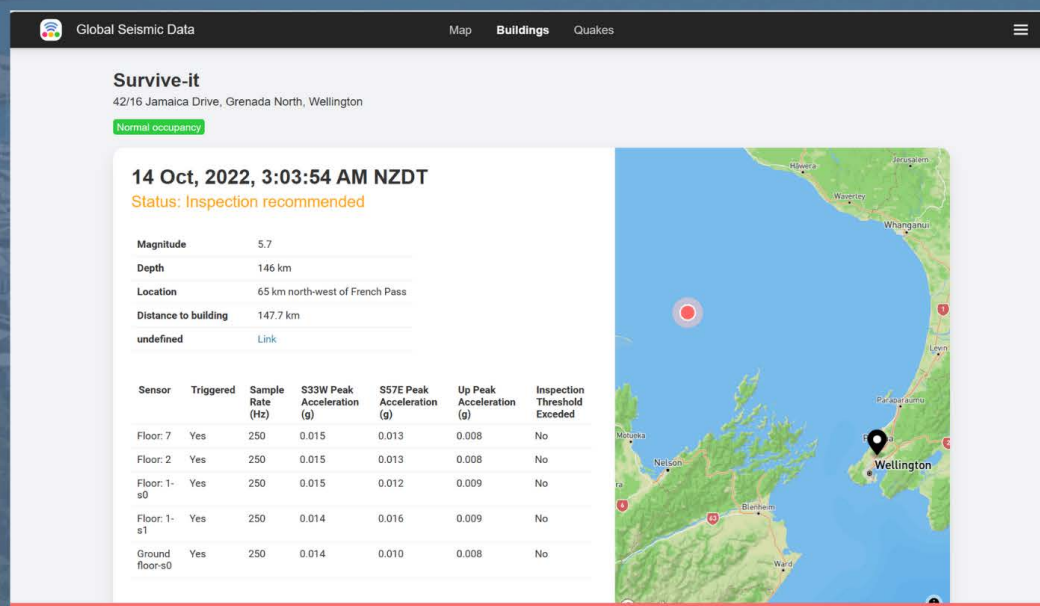 Global Seismic Data
Map Buildings Quakes
Survive-it
42/16 Jamaica Drive, Grenada North, Wellington
Normal occupancy
14 Oct, 2022, 3:03:54 AM NZDT
Status: Inspection recommended
Magnitude 5.7
Depth 146 km
Location 65 km north-west of French Pass
Distance to building 147.7 km
undefined Link
Sensor Triggered Sample Rate (Hz) S33W Peak Acceleration (g) S57E Peak Acceleration (g) Up Peak Acceleration (g) Inspection Threshold Exceded
Floor: 7 Yes 250 0.015 0.013 0.008 No
Floor: 2 Yes 250 0.015 0.013 0.008 No
Floor: 1-s0 Yes 250 0.015 0.012 0.009 No
Floor: 1-s1 Yes 250 0.014 0.016 0.009 No
Ground floor-s0 Yes 250 0.014 0.010 0.008 No
Hāwera
Jerusalem
Waverley
Whanganui
1
Levin
Paraparaumu
Motueka
Nelson
Wellington
6
Blenheim
63
Ward